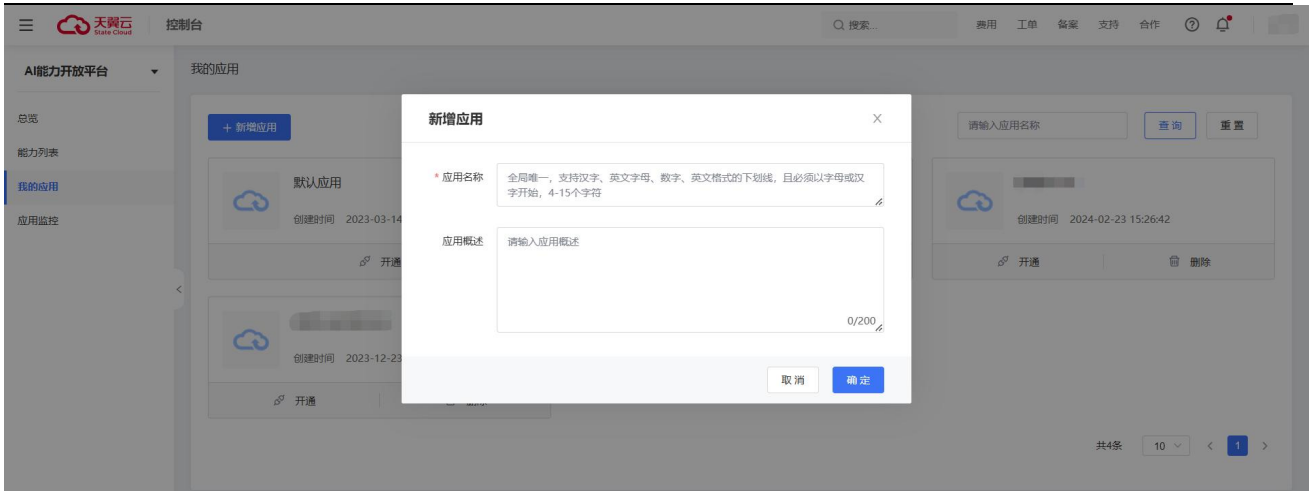 天翼云
State Cloud
控制台
搜索...
费用 工单 备案 支持 合作
AI能力开放平台
我的应用
总览
能力列表
我的应用
应用监控
+ 新增应用
请输入应用名称
查询
重置
默认应用
创建时间 2023-03-14
开通
创建时间 2024-02-23 15:26:42
开通
删除
创建时间 2023-12-23
开通
新增应用
* 应用名称
全局唯一，支持汉字、英文字母、数字、英文格式的下划线，且必须以字母或汉
字开始，4-15个字符
应用概述
请输入应用概述
0/200
取消
确定
共4条
10
1